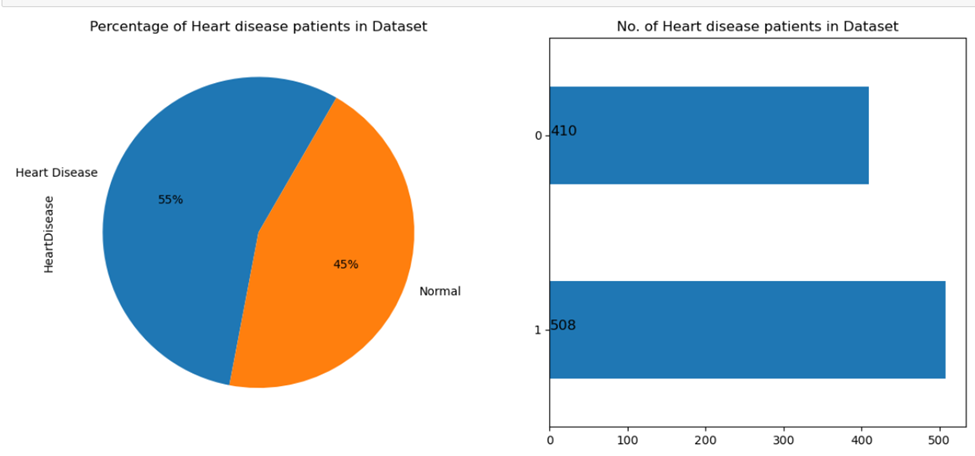 Percentage of Heart disease patients in Dataset
Heart Disease
HeartDisease
55%
45%
Normal
No. of Heart disease patients in Dataset
0
410
1
508
0 100 200 300 400 500